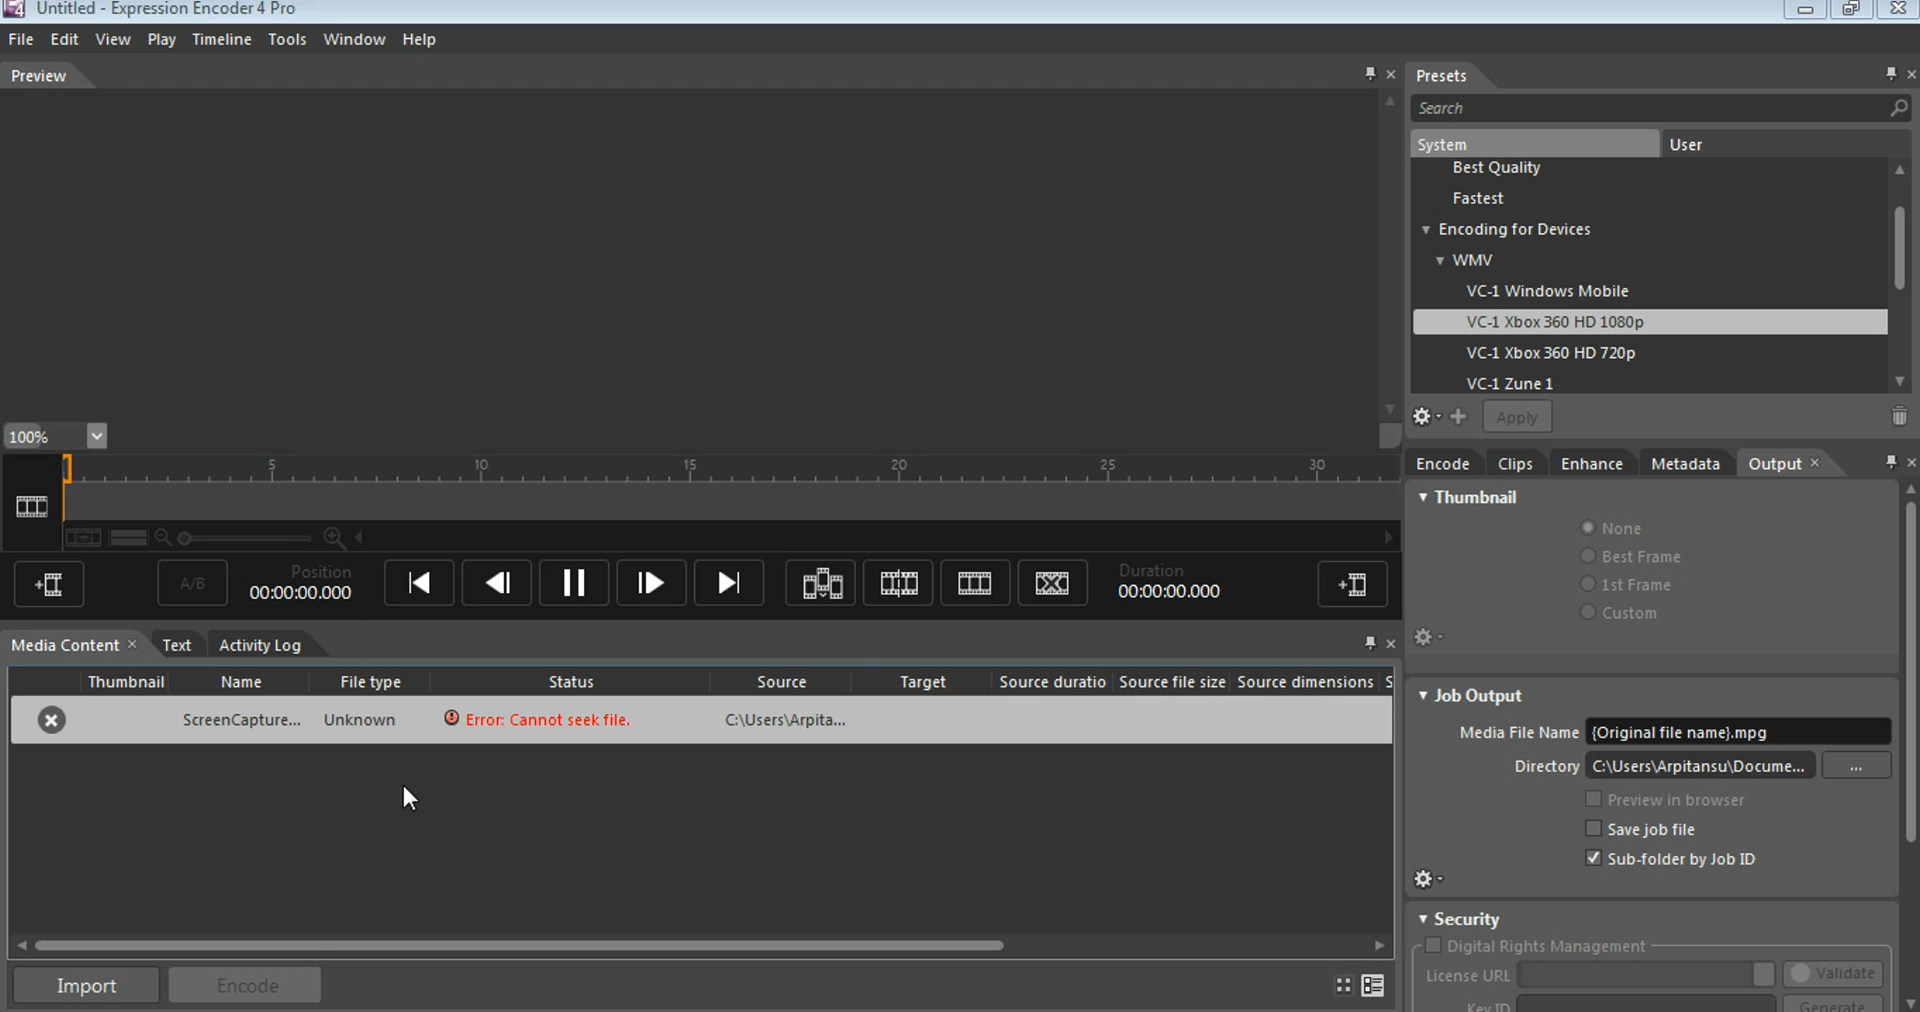 Untitled - Expression Encoder 4 Pro
File Edit View Play Timeline Tools Window Help
Preview
100%
5 10 15 20 25 30
A/B
Position
00:00:00.000
Duration
00:00:00.000
Media Content Text Activity Log
Thumbnail Name File type Status Source Target Source duratio Source file size Source dimensions S
ScreenCapture... Unknown Error: Cannot seek file. C:\Users\Arpita...
Import Encode
Presets
Search
System User
Best Quality
Fastest
Encoding for Devices
WMV
VC-1 Windows Mobile
VC-1 Xbox 360 HD 1080p
VC-1 Xbox 360 HD 720p
VC-1 Zune 1
Apply
Encode Clips Enhance Metadata Output
Thumbnail
None
Best Frame
1st Frame
Custom
Job Output
Media File Name {Original file name}.mpg
Directory C:\Users\Arpitansu\Docume... ...
Preview in browser
Save job file
Sub-folder by Job ID
Security
Digital Rights Management
License URL Validate
Key ID Generate